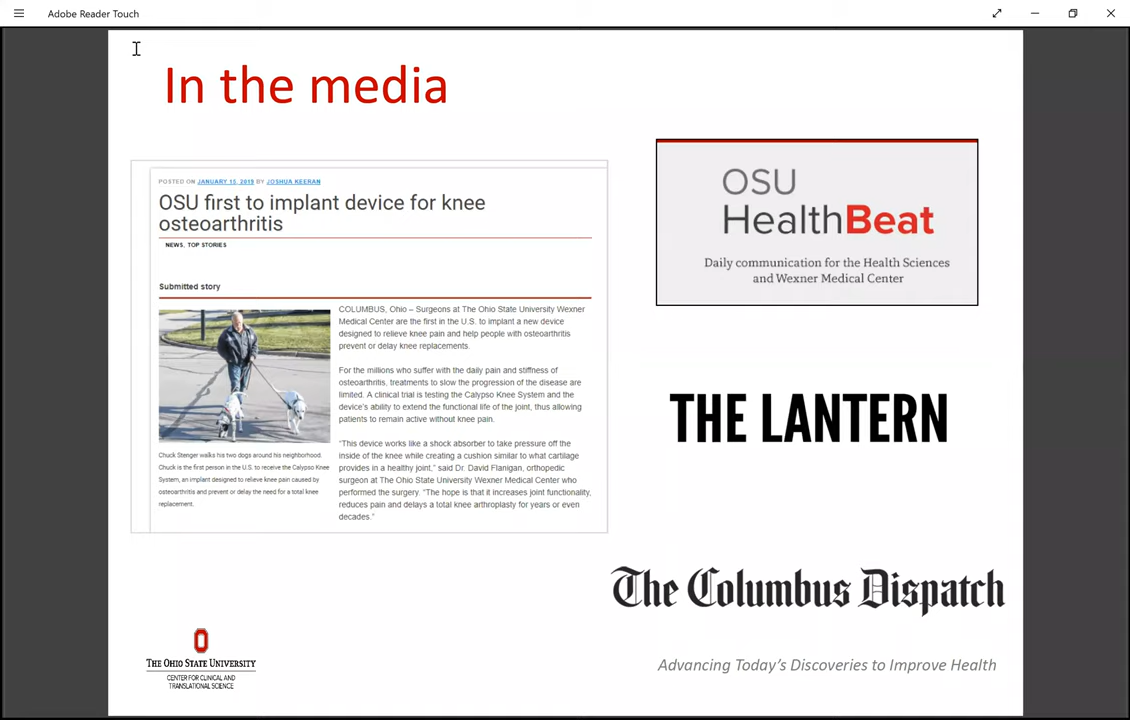 Adobe Reader Touch
In the media
POSTED ON JANUARY 15, 2019 BY JOSHUA KEERAN
OSU first to implant device for knee
osteoarthritis
NEWS, TOP STORIES
Submitted story
COLUMBUS, Ohio – Surgeons at The Ohio State University Wexner
Medical Center are the first in the U.S. to implant a new device
designed to relieve knee pain and help people with osteoarthritis
prevent or delay knee replacements.
For the millions who suffer with the daily pain and stiffness of
osteoarthritis, treatments to slow the progression of the disease are
limited. A clinical trial is testing the Calypso Knee System and the
device's ability to extend the functional life of the joint, thus allowing
patients to remain active without knee pain.
"This device works like a shock absorber to take pressure off the
inside of the knee while creating a cushion similar to what cartilage
provides in a healthy joint," said Dr. David Flanigan, orthopedic
surgeon at The Ohio State University Wexner Medical Center who
performed the surgery. "The hope is that it increases joint functionality,
reduces pain and delays a total knee arthroplasty for years or even
decades."
Chuck Stenger walks his two dogs around his neighborhood.
Chuck is the first person in the U.S. to receive the Calypso Knee
System, an implant designed to relieve knee pain caused by
osteoarthritis and prevent or delay the need for a total knee
replacement.
OSU
HealthBeat
Daily communication for the Health Sciences
and Wexner Medical Center
THE LANTERN
The Columbus Dispatch
THE OHIO STATE UNIVERSITY
CENTER FOR CLINICAL AND
TRANSLATIONAL SCIENCE
Advancing Today's Discoveries to Improve Health